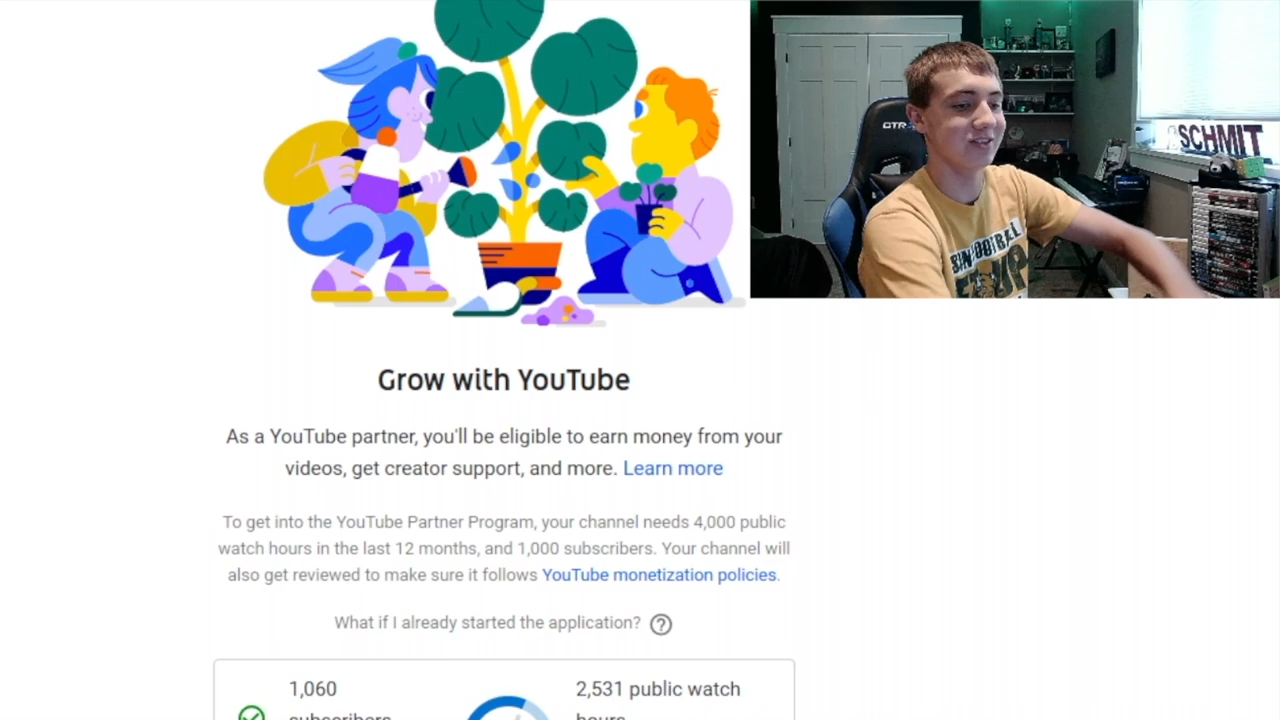 GTR
SCHMIT
Grow with YouTube
As a YouTube partner, you'll be eligible to earn money from your
videos, get creator support, and more. Learn more
To get into the YouTube Partner Program, your channel needs 4,000 public
watch hours in the last 12 months, and 1,000 subscribers. Your channel will
also get reviewed to make sure it follows YouTube monetization policies.
What if I already started the application?
1,060
subscribers
2,531 public watch
hours